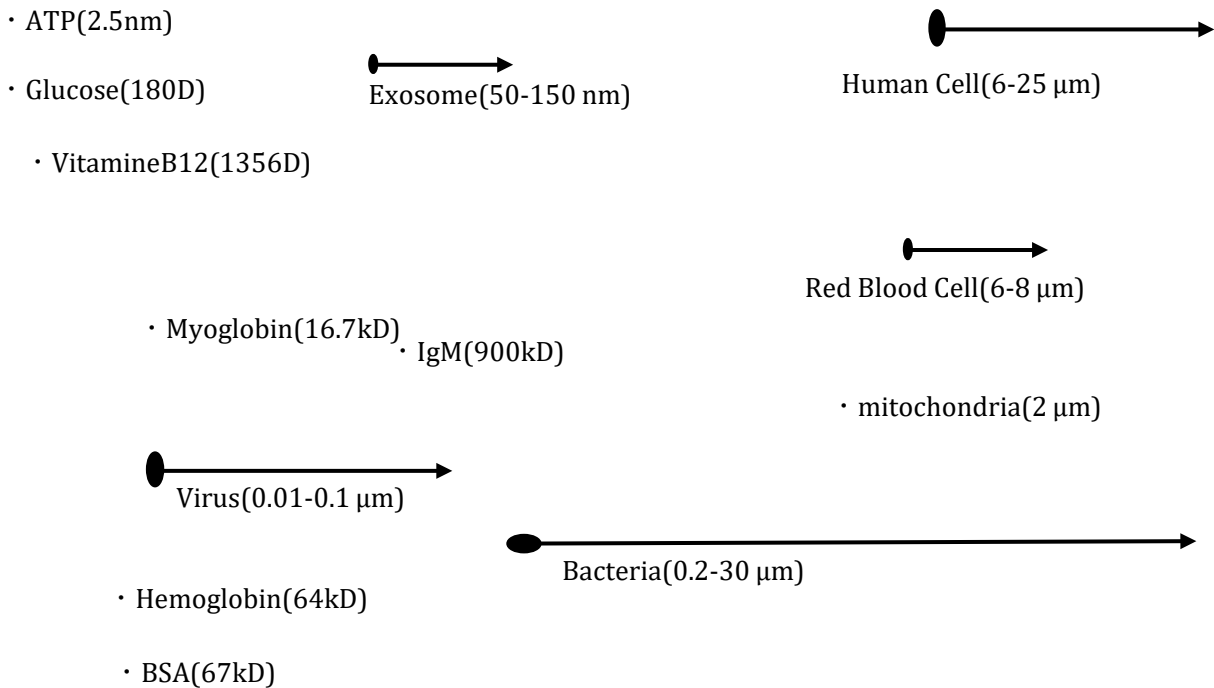 · ATP(2.5nm)
· Glucose(180D)
Exosome(50-150 nm)
Human Cell(6-25 μm)
· VitamineB12(1356D)
Red Blood Cell(6-8 μm)
· Myoglobin(16.7kD)
· IgM(900kD)
· mitochondria(2 μm)
Virus(0.01-0.1 μm)
Bacteria(0.2-30 μm)
· Hemoglobin(64kD)
· BSA(67kD)